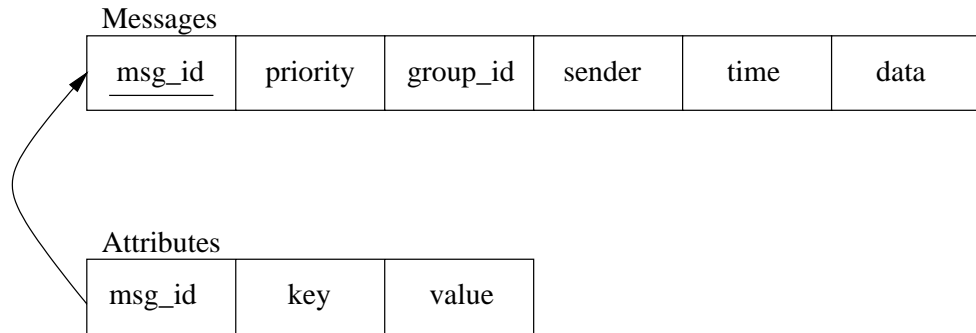 Messages
msg_id priority group_id sender time data
Attributes
msg_id key value